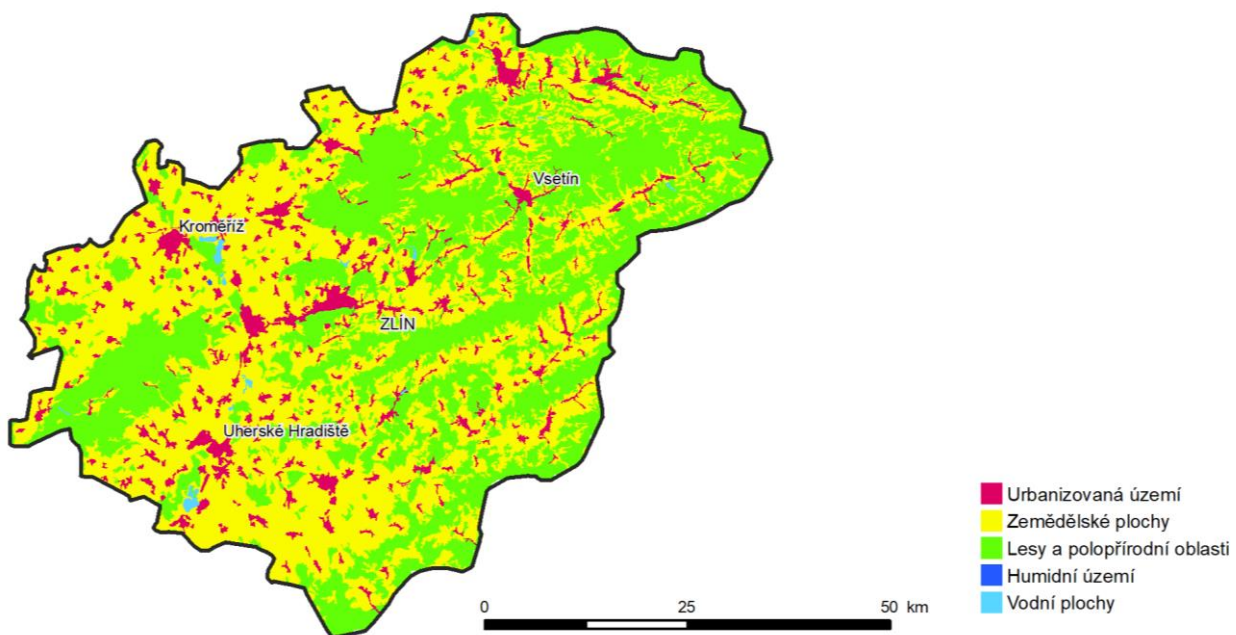 Vsetín
Kroměříž
ZLÍN
Uherské Hradiště
Urbanizovaná území
Zemědělské plochy
Lesy a polopřírodní oblasti
Humidní území
Vodní plochy
0 25 50 km